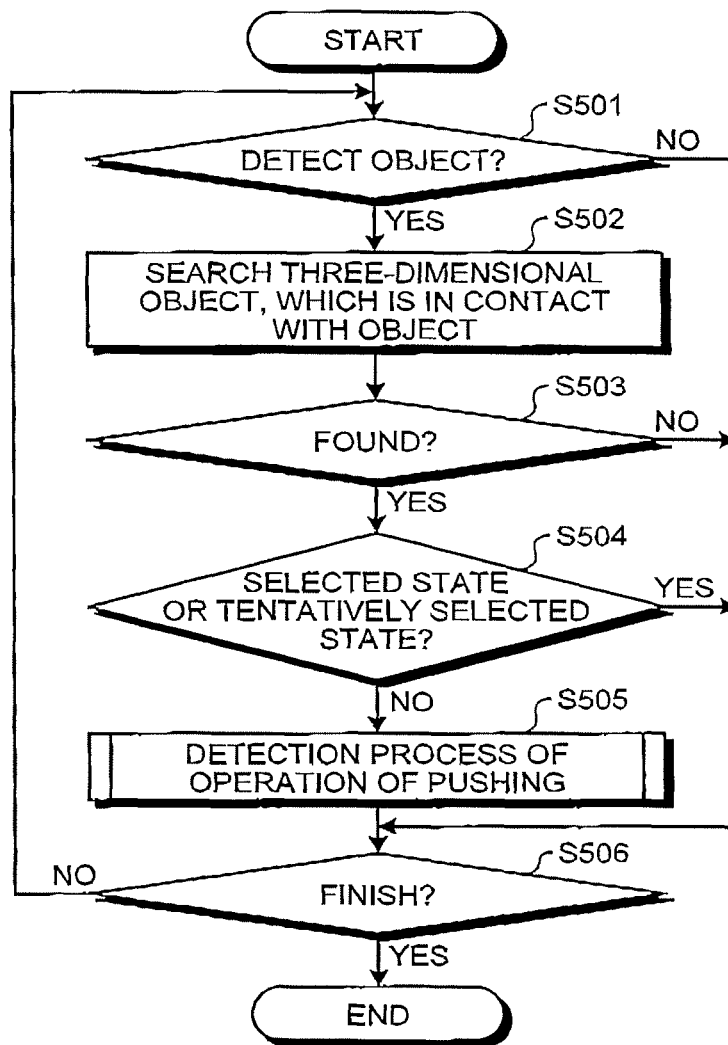 START
S501
DETECT OBJECT?
NO
YES
S502
SEARCH THREE-DIMENSIONAL
OBJECT, WHICH IS IN CONTACT
WITH OBJECT
S503
FOUND?
NO
YES
S504
SELECTED STATE
OR TENTATIVELY SELECTED
STATE?
YES
NO
S505
DETECTION PROCESS OF
OPERATION OF PUSHING
S506
NO
FINISH?
YES
END